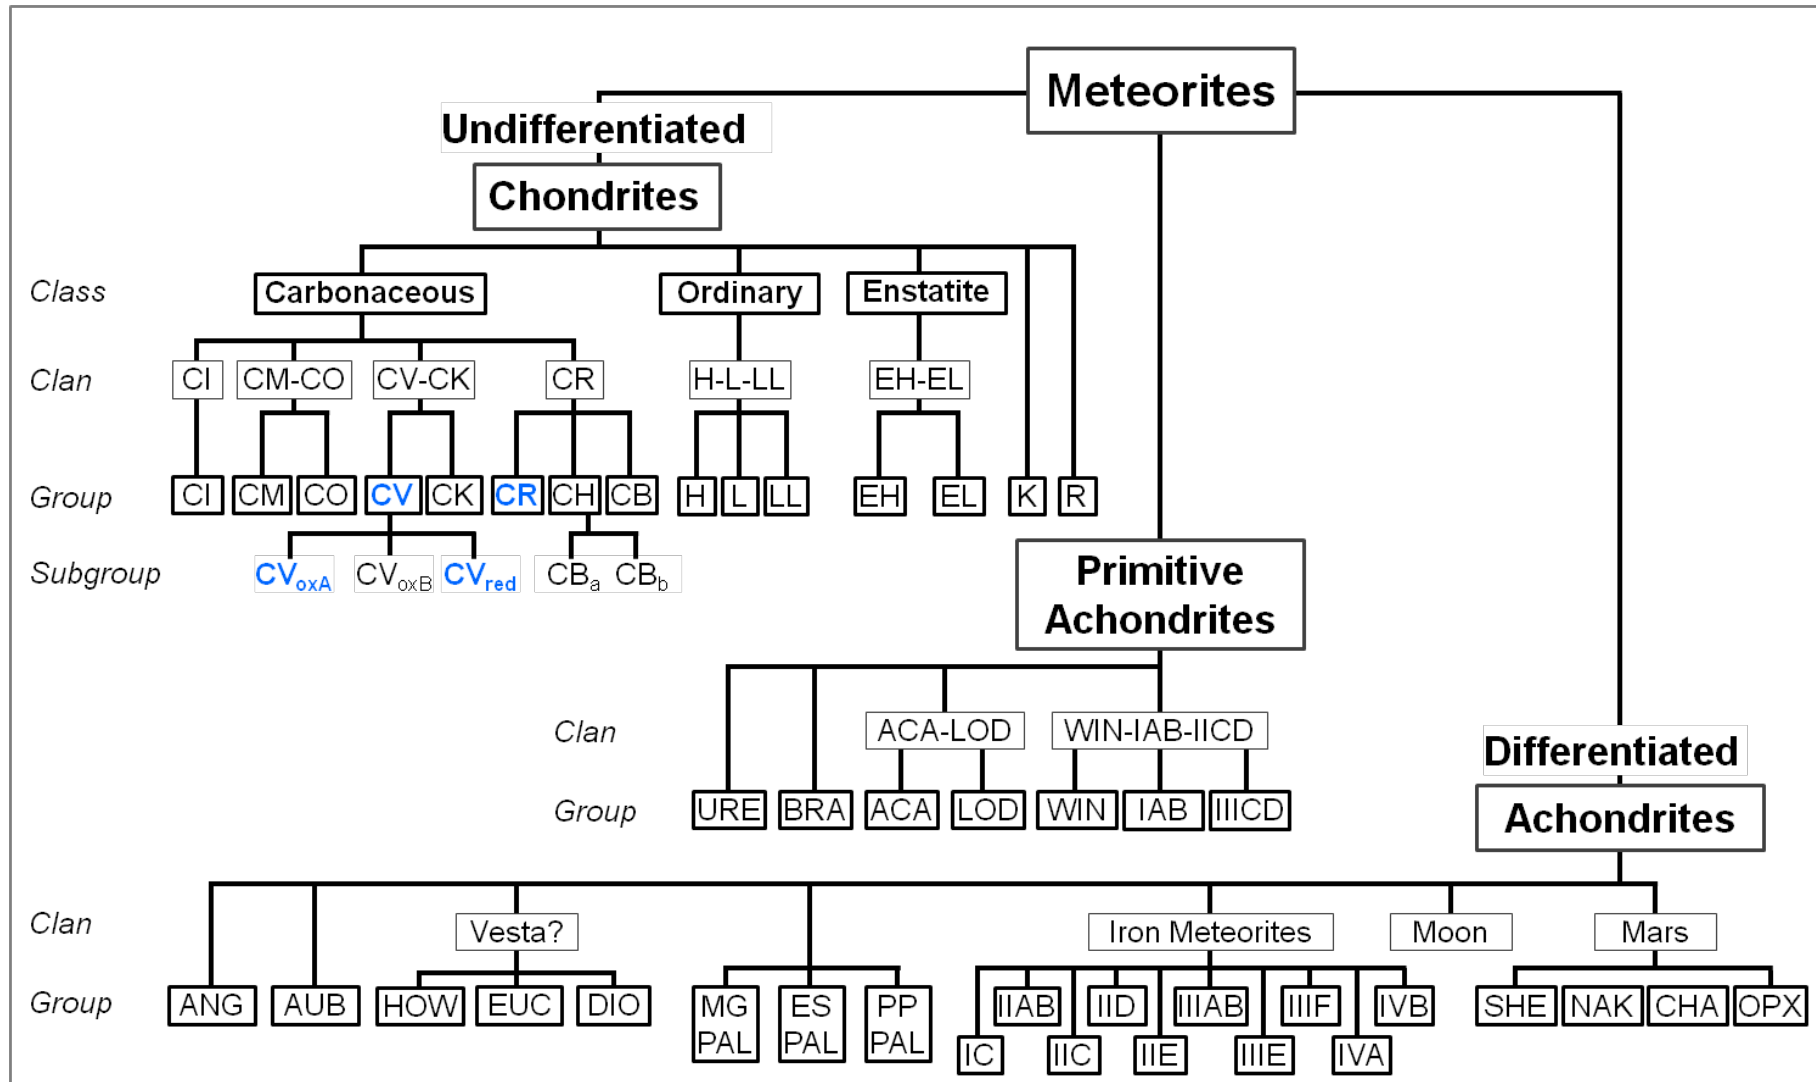 Meteorites
Undifferentiated
Chondrites
Class
Carbonaceous
Ordinary
Enstatite
Clan
CI
CM-CO
CV-CK
CR
H-L-LL
EH-EL
Group
CI
CM
CO
CV
CK
CR
CH
CB
H
L
LL
EH
EL
K
R
Subgroup
CVoxA
CVoxB
CVred
CBa
CBb
Primitive
Achondrites
Clan
ACA-LOD
WIN-IAB-IICD
Group
URE
BRA
ACA
LOD
WIN
IAB
IIICD
Differentiated
Achondrites
Clan
Vesta?
Iron Meteorites
Moon
Mars
Group
ANG
AUB
HOW
EUC
DIO
MG
PAL
ES
PAL
PP
PAL
IC
IIAB
IIC
IID
IIE
IIIAB
IIIE
IIIF
IVA
IVB
SHE
NAK
CHA
OPX